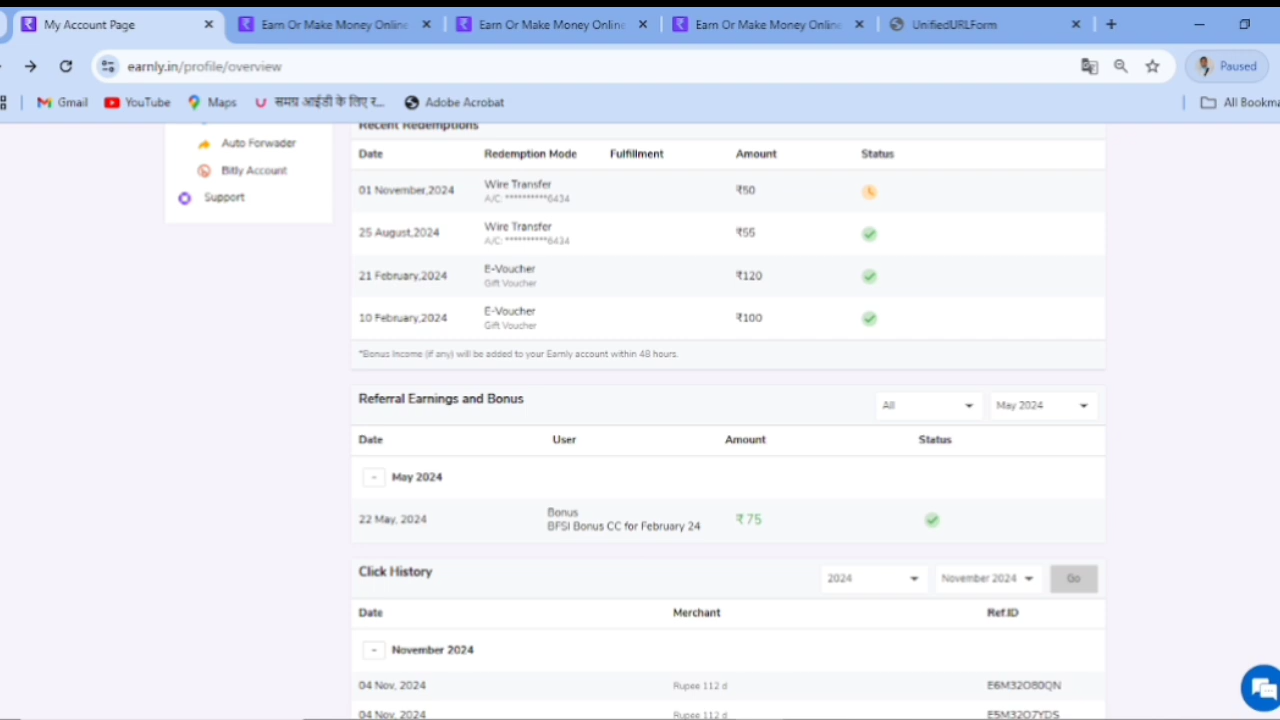 My Account Page
Earn Or Make Money Online
Earn Or Make Money Online
Earn Or Make Money Online
UnifiedURLForm
earnly.in/profile/overview
Paused
Gmail
YouTube
Maps
समग्र आईडी के लिए र...
Adobe Acrobat
All Bookma
Auto Forwader
Bitly Account
Support
Recent Redemptions
Date Redemption Mode Fulfillment Amount Status
01 November,2024 Wire Transfer ₹50
A/C: **********6434
25 August,2024 Wire Transfer ₹55
A/C: **********6434
21 February,2024 E-Voucher ₹120
Gift Voucher
10 February,2024 E-Voucher ₹100
Gift Voucher
*Bonus Income (if any) will be added to your Earnly account within 48 hours.
Referral Earnings and Bonus All May 2024
Date User Amount Status
- May 2024
22 May, 2024 Bonus ₹ 75
BFSI Bonus CC for February 24
Click History 2024 November 2024 Go
Date Merchant Ref.ID
- November 2024
04 Nov, 2024 Rupee 112 d E6M32O80QN
04 Nov, 2024 Rupee 112 d E5M32O7YDS